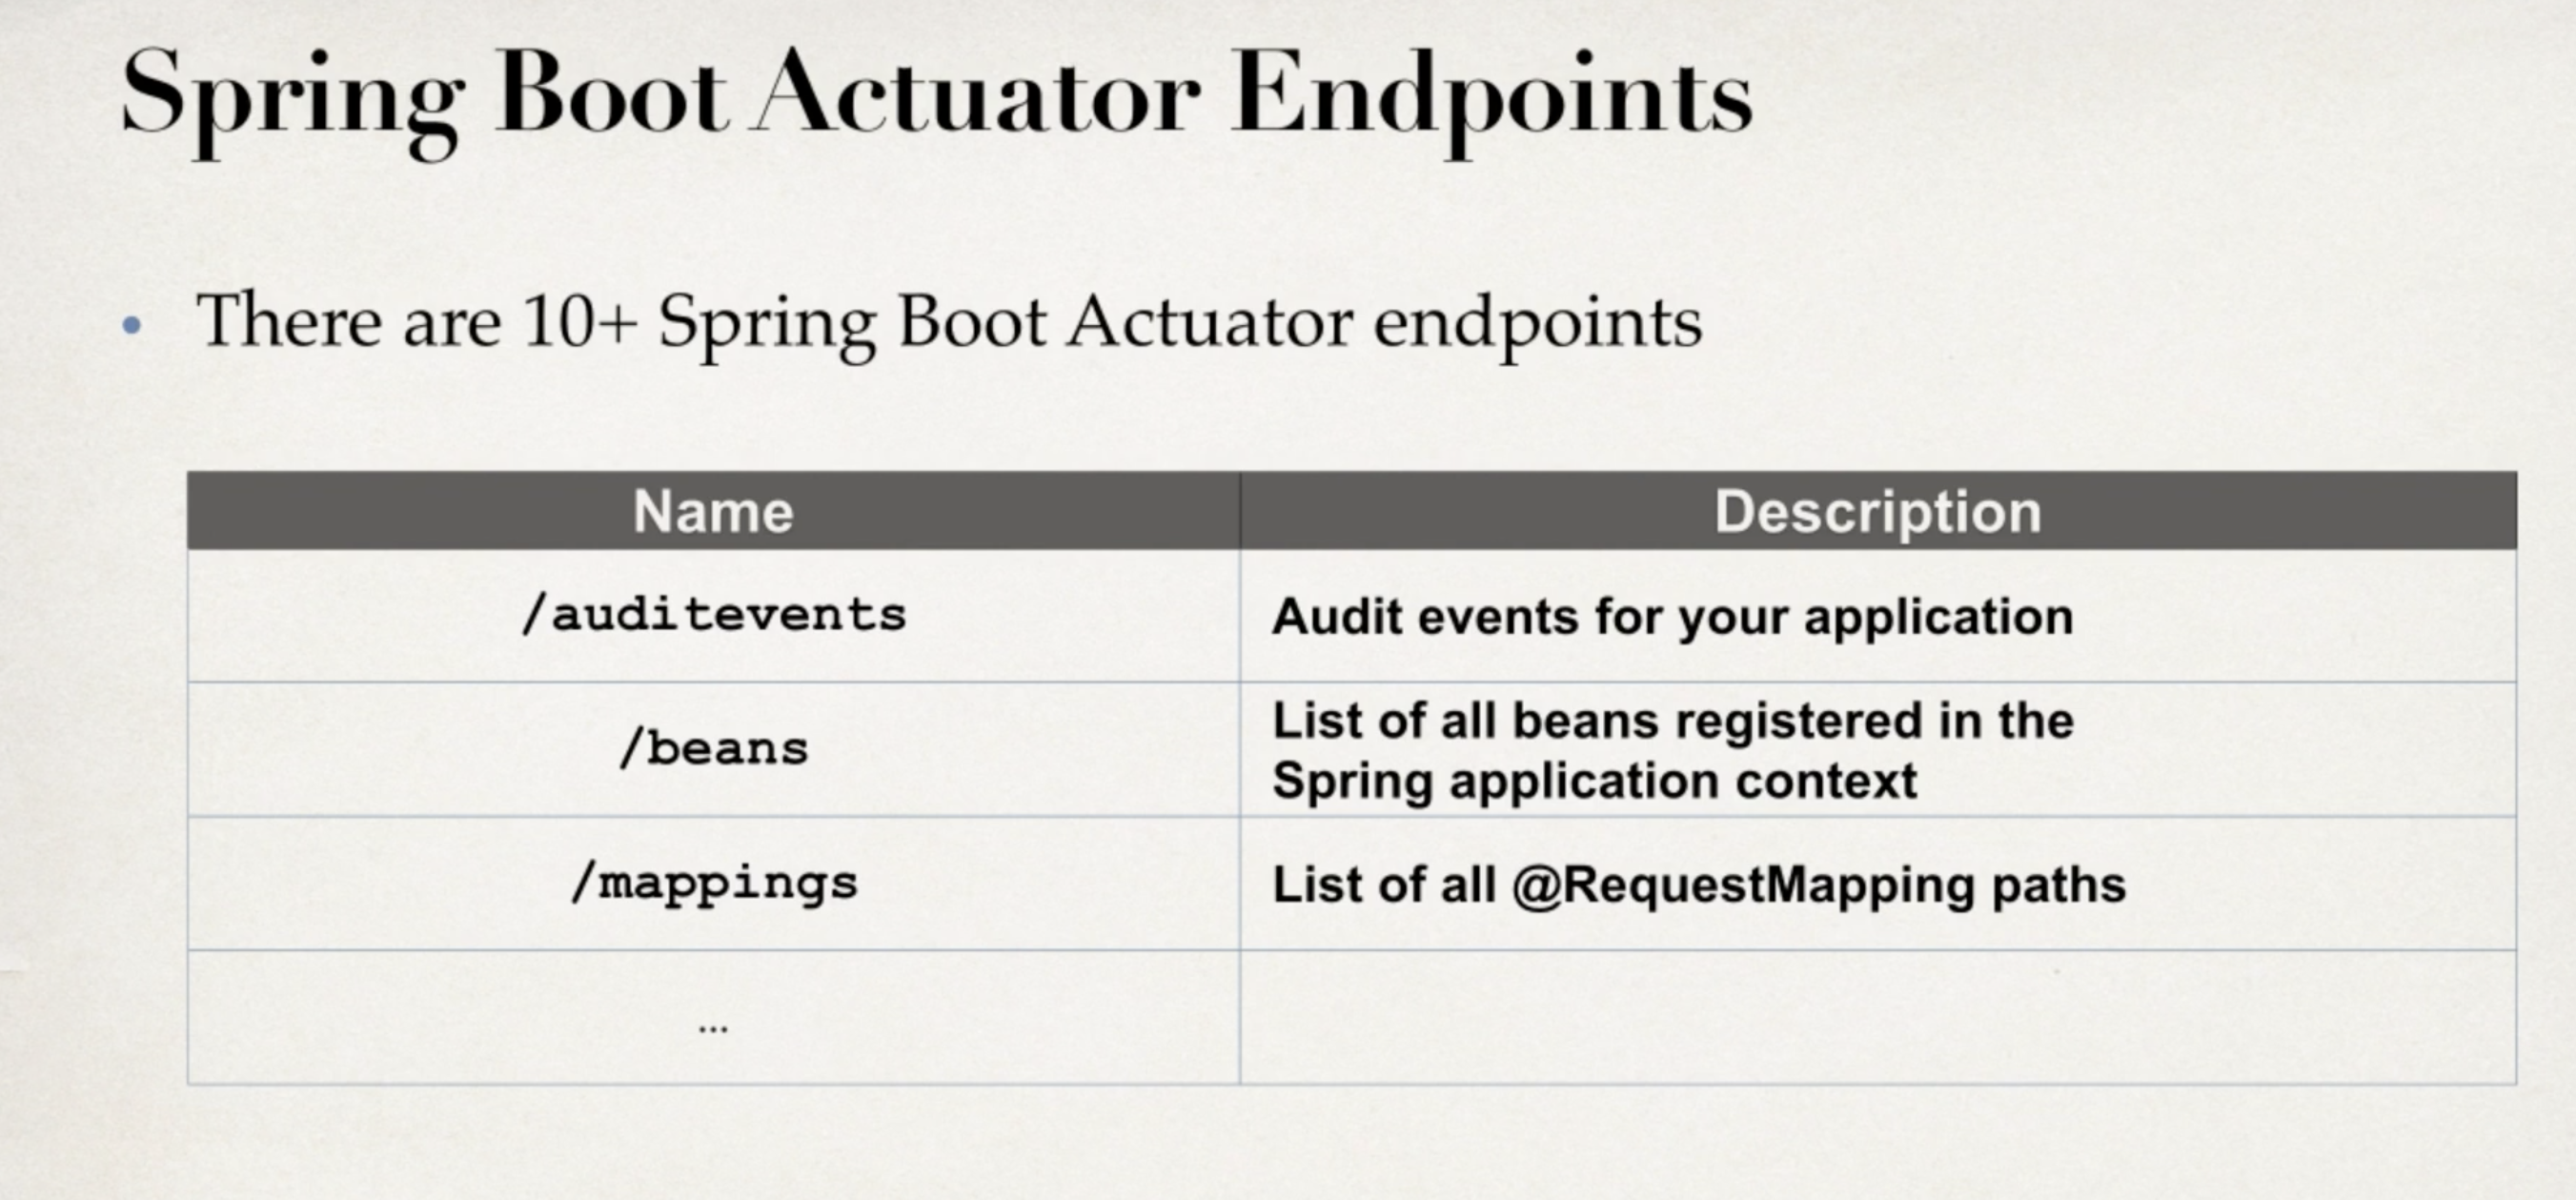 Spring Boot Actuator Endpoints
• There are 10+ Spring Boot Actuator endpoints
Name Description
/auditevents Audit events for your application
/beans List of all beans registered in the
Spring application context
/mappings List of all @RequestMapping paths
...